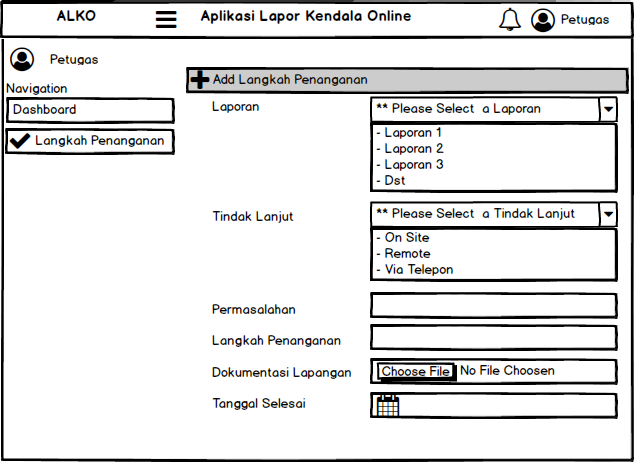 ALKO
Aplikasi Lapor Kendala Online
Petugas
Petugas
Navigation
Dashboard
Langkah Penanganan
Add Langkah Penanganan
Laporan
** Please Select a Laporan
- Laporan 1
- Laporan 2
- Laporan 3
- Dst
Tindak Lanjut
** Please Select a Tindak Lanjut
- On Site
- Remote
- Via Telepon
Permasalahan
Langkah Penanganan
Dokumentasi Lapangan
Choose File No File Choosen
Tanggal Selesai